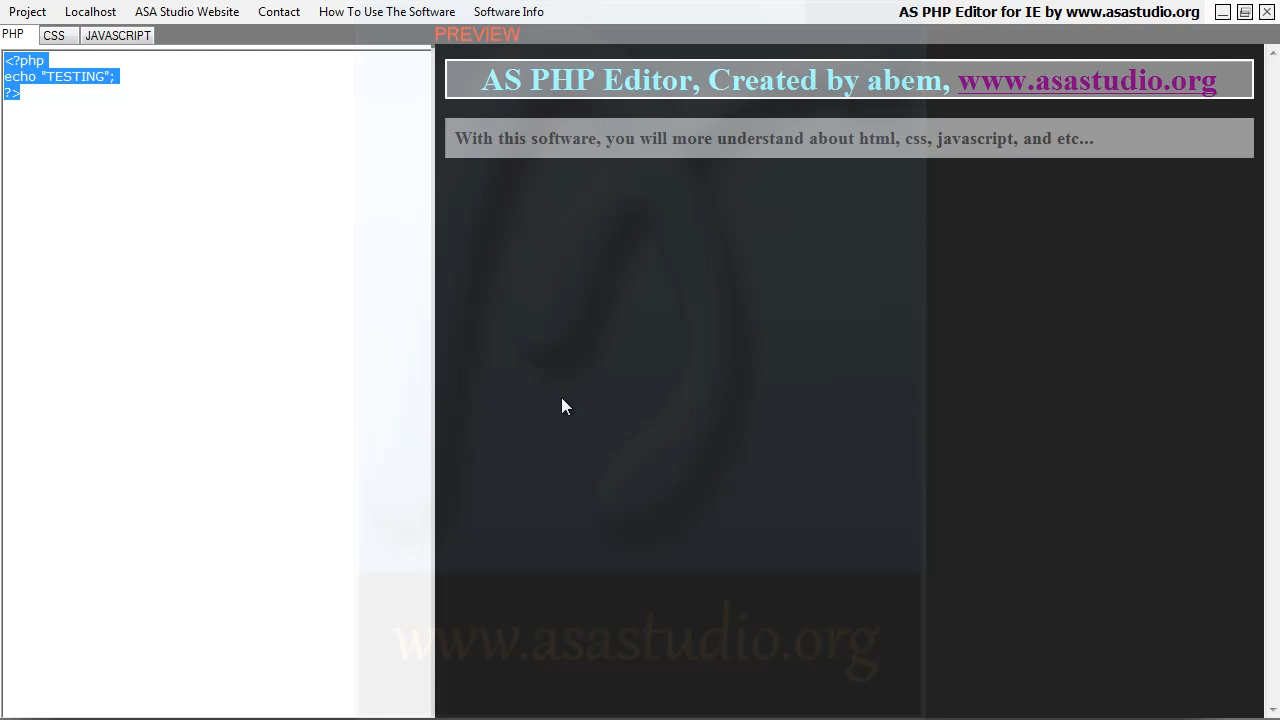 Project Localhost ASA Studio Website Contact How To Use The Software Software Info AS PHP Editor for IE by www.asastudio.org
PHP CSS JAVASCRIPT PREVIEW
<?php
echo "TESTING";
?>
AS PHP Editor, Created by abem, www.asastudio.org
With this software, you will more understand about html, css, javascript, and etc...
www.asastudio.org